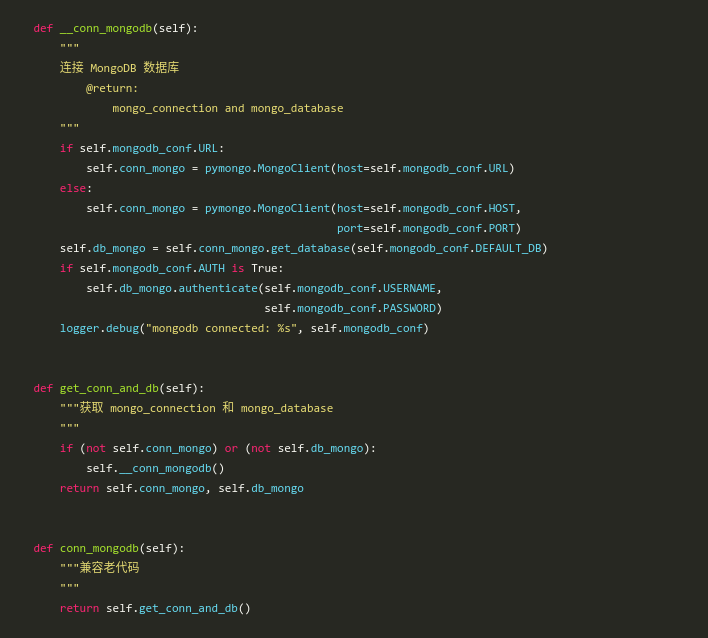 def __conn_mongodb(self):
"""
连接 MongoDB 数据库
@return:
mongo_connection and mongo_database
"""
if self.mongodb_conf.URL:
self.conn_mongo = pymongo.MongoClient(host=self.mongodb_conf.URL)
else:
self.conn_mongo = pymongo.MongoClient(host=self.mongodb_conf.HOST,
port=self.mongodb_conf.PORT)
self.db_mongo = self.conn_mongo.get_database(self.mongodb_conf.DEFAULT_DB)
if self.mongodb_conf.AUTH is True:
self.db_mongo.authenticate(self.mongodb_conf.USERNAME,
self.mongodb_conf.PASSWORD)
logger.debug("mongodb connected: %s", self.mongodb_conf)
def get_conn_and_db(self):
"""获取 mongo_connection 和 mongo_database
"""
if (not self.conn_mongo) or (not self.db_mongo):
self.__conn_mongodb()
return self.conn_mongo, self.db_mongo
def conn_mongodb(self):
"""兼容老代码
"""
return self.get_conn_and_db()